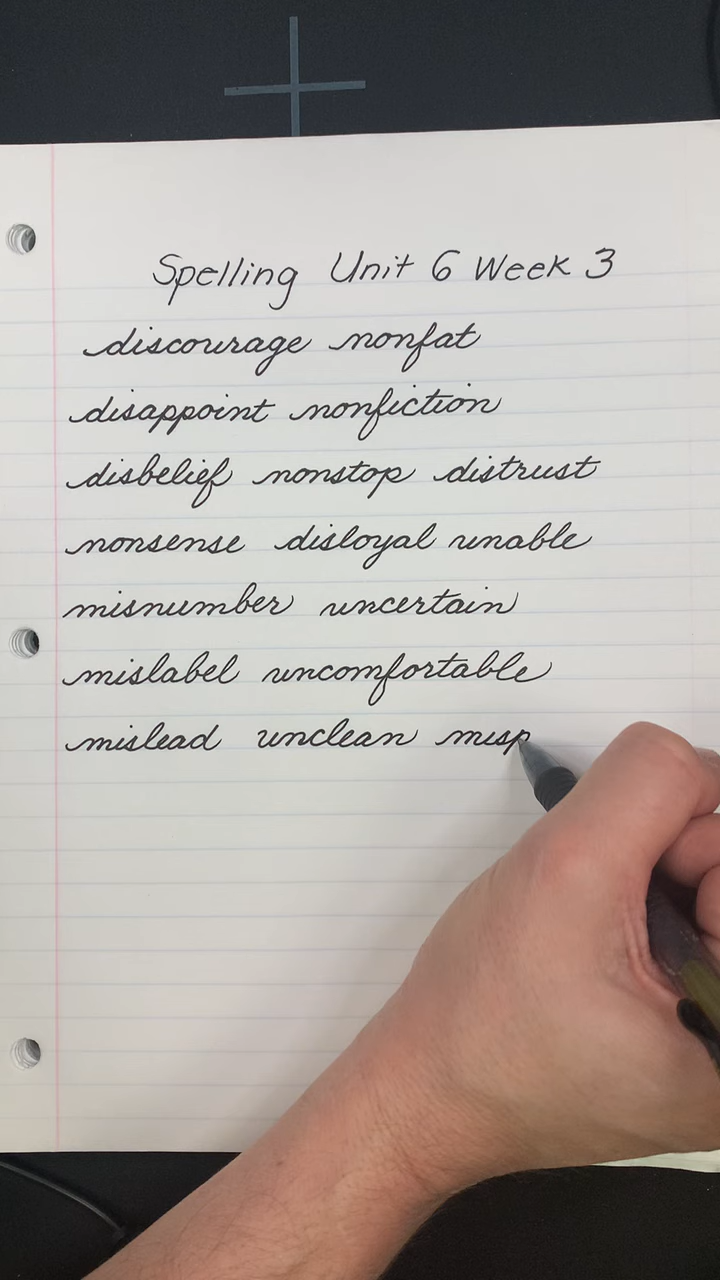 Spelling Unit 6 Week 3
discourage nonfat
disappoint nonfiction
disbelief nonstop distrust
nonsense disloyal unable
misnumber uncertain
mislabel uncomfortable
mislead unclean misp